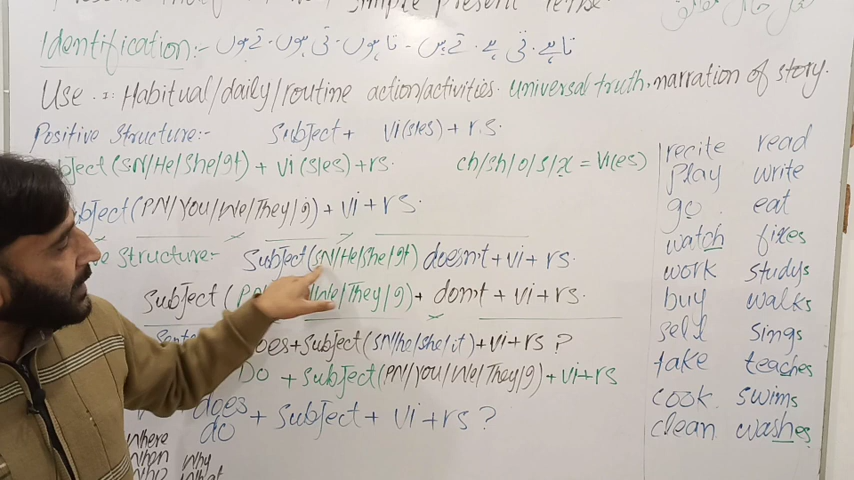 simple present Tense.
Identification:- تا ہے . تی ہے . تے ہیں - تا ہوں . تی ہوں . تے ہوں
Use .: Habitual/daily/routine action/activities. universal truth, narration of story.
Positive Structure:- Subject + vi(s/es) + r.s.
bject (SN/He/She/It) + vi (s/es) + rs. ch/sh/o/s/x = vi(es)
bject (PN/You/We/They/i) + vi + rs.
e Structure:- Subject (SN/He/She/It) doesn't + vi + rs.
Subject ( We/They/i) + don't + vi + rs.
oes + Subject (SN/he/she/it) + vi + rs ?
Do + Subject (PN/you/We/They/i) + vi + rs
does
do + Subject + vi + rs ?
Where
When Why
Who What
recite read
play write
go. eat
watch fixes
work studys
buy walks
sell sings
take teaches
cook. swims
clean washes